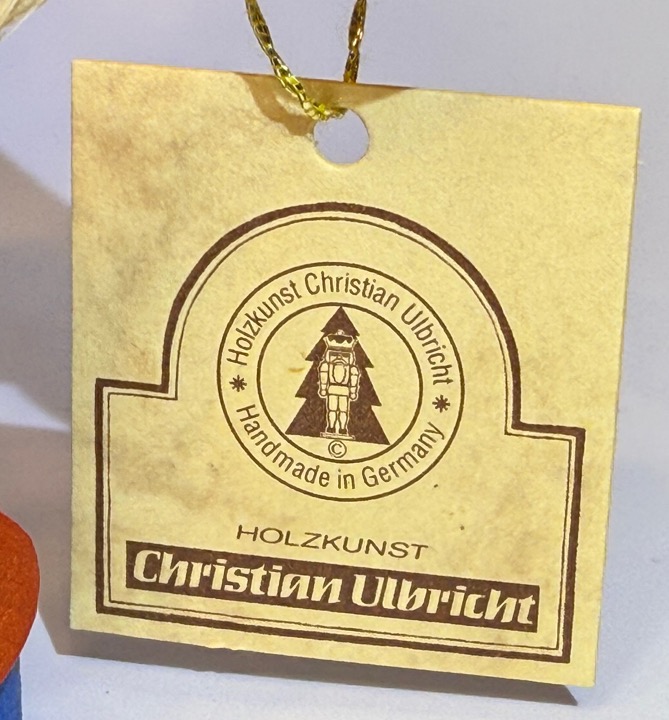 Holzkunst Christian Ulbricht
* Handmade in Germany *
©
HOLZKUNST
Christian Ulbricht